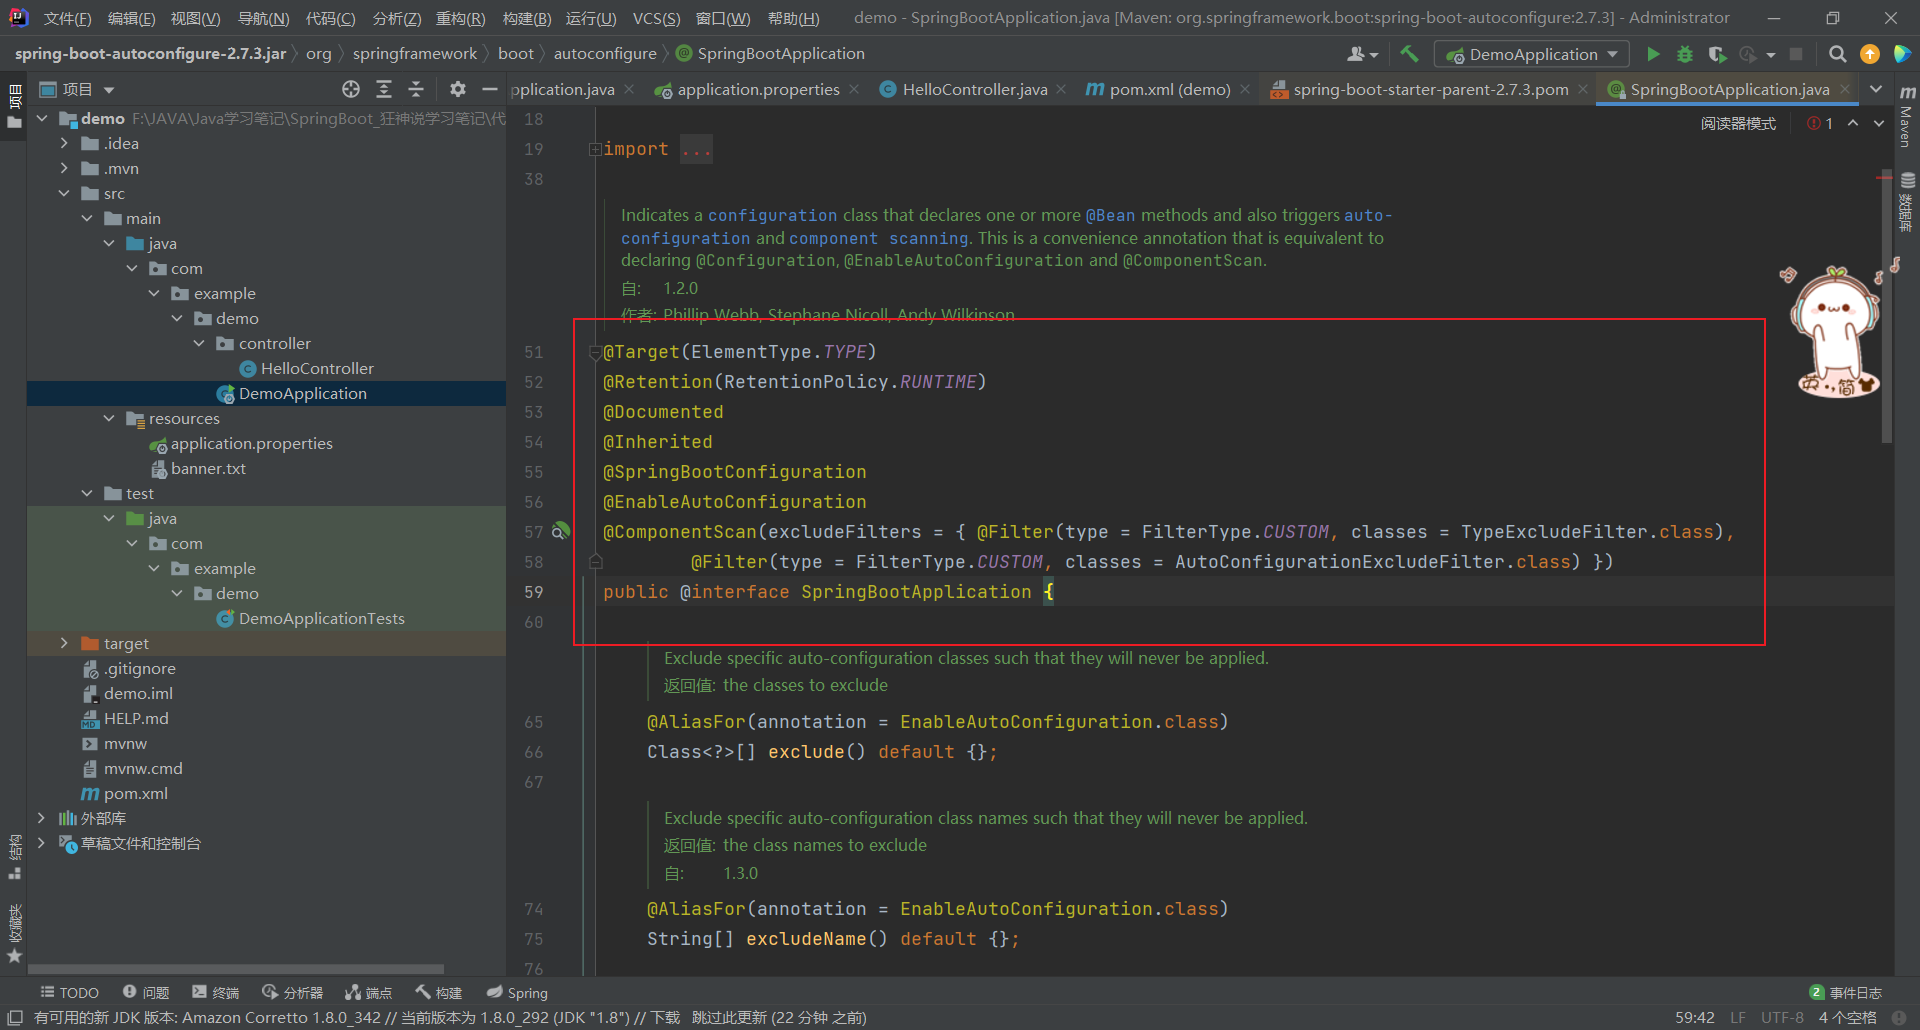 文件(F) 编辑(E) 视图(V) 导航(N) 代码(C) 分析(Z) 重构(R) 构建(B) 运行(U) VCS(S) 窗口(W) 帮助(H) demo - SpringBootApplication.java [Maven: org.springframework.boot:spring-boot-autoconfigure:2.7.3] - Administrator
spring-boot-autoconfigure-2.7.3.jar org springframework boot autoconfigure SpringBootApplication DemoApplication
项目
pplication.java application.properties HelloController.java pom.xml (demo) spring-boot-starter-parent-2.7.3.pom SpringBootApplication.java
项目
demo F:\JAVA\Java学习笔记\SpringBoot_狂神说学习笔记\代
.idea
.mvn
src
main
java
com
example
demo
controller
HelloController
DemoApplication
resources
application.properties
banner.txt
test
java
com
example
demo
DemoApplicationTests
target
.gitignore
demo.iml
HELP.md
mvnw
mvnw.cmd
pom.xml
外部库
草稿文件和控制台
结构
收藏夹
阅读器模式 1
18
19 import ...
38
Indicates a configuration class that declares one or more @Bean methods and also triggers auto-
configuration and component scanning. This is a convenience annotation that is equivalent to
declaring @Configuration, @EnableAutoConfiguration and @ComponentScan.
自: 1.2.0
作者: Phillip Webb, Stephane Nicoll, Andy Wilkinson
51 @Target(ElementType.TYPE)
52 @Retention(RetentionPolicy.RUNTIME)
53 @Documented
54 @Inherited
55 @SpringBootConfiguration
56 @EnableAutoConfiguration
57 @ComponentScan(excludeFilters = { @Filter(type = FilterType.CUSTOM, classes = TypeExcludeFilter.class),
58 @Filter(type = FilterType.CUSTOM, classes = AutoConfigurationExcludeFilter.class) })
59 public @interface SpringBootApplication {
60
Exclude specific auto-configuration classes such that they will never be applied.
返回值: the classes to exclude
65 @AliasFor(annotation = EnableAutoConfiguration.class)
66 Class<?>[] exclude() default {};
67
Exclude specific auto-configuration class names such that they will never be applied.
返回值: the class names to exclude
自: 1.3.0
74 @AliasFor(annotation = EnableAutoConfiguration.class)
75 String[] excludeName() default {};
76
Maven
数据库
英 简
TODO 问题 终端 分析器 端点 构建 Spring 2 事件日志
有可用的新 JDK 版本: Amazon Corretto 1.8.0_342 // 当前版本为 1.8.0_292 (JDK "1.8") // 下载 跳过此更新 (22 分钟 之前) 59:42 LF UTF-8 4 个空格